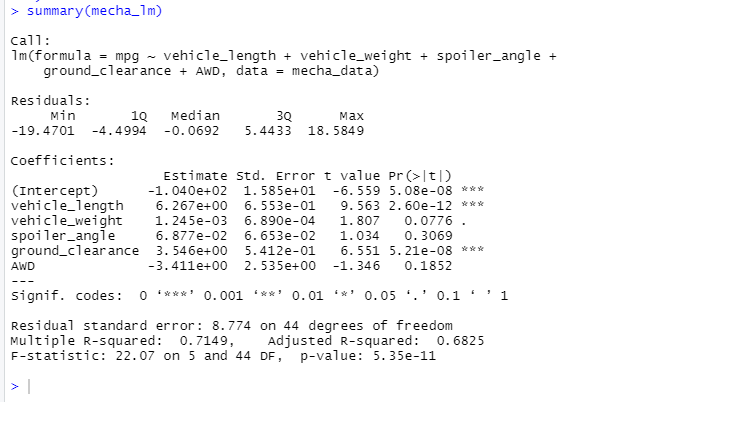 > summary(mecha_lm)
Call:
lm(formula = mpg ~ vehicle_length + vehicle_weight + spoiler_angle +
    ground_clearance + AWD, data = mecha_data)
Residuals:
     Min       1Q   Median       3Q      Max
-19.4701  -4.4994  -0.0692   5.4433  18.5849
Coefficients:
                   Estimate Std. Error t value Pr(>|t|)
(Intercept)      -1.040e+02  1.585e+01  -6.559 5.08e-08 ***
vehicle_length    6.267e+00  6.553e-01   9.563 2.60e-12 ***
vehicle_weight    1.245e-03  6.890e-04   1.807   0.0776 .
spoiler_angle     6.877e-02  6.653e-02   1.034   0.3069
ground_clearance  3.546e+00  5.412e-01   6.551 5.21e-08 ***
AWD              -3.411e+00  2.535e+00  -1.346   0.1852
---
Signif. codes:  0 ‘***’ 0.001 ‘**’ 0.01 ‘*’ 0.05 ‘.’ 0.1 ‘ ’ 1
Residual standard error: 8.774 on 44 degrees of freedom
Multiple R-squared:  0.7149,    Adjusted R-squared:  0.6825
F-statistic: 22.07 on 5 and 44 DF,  p-value: 5.35e-11
>